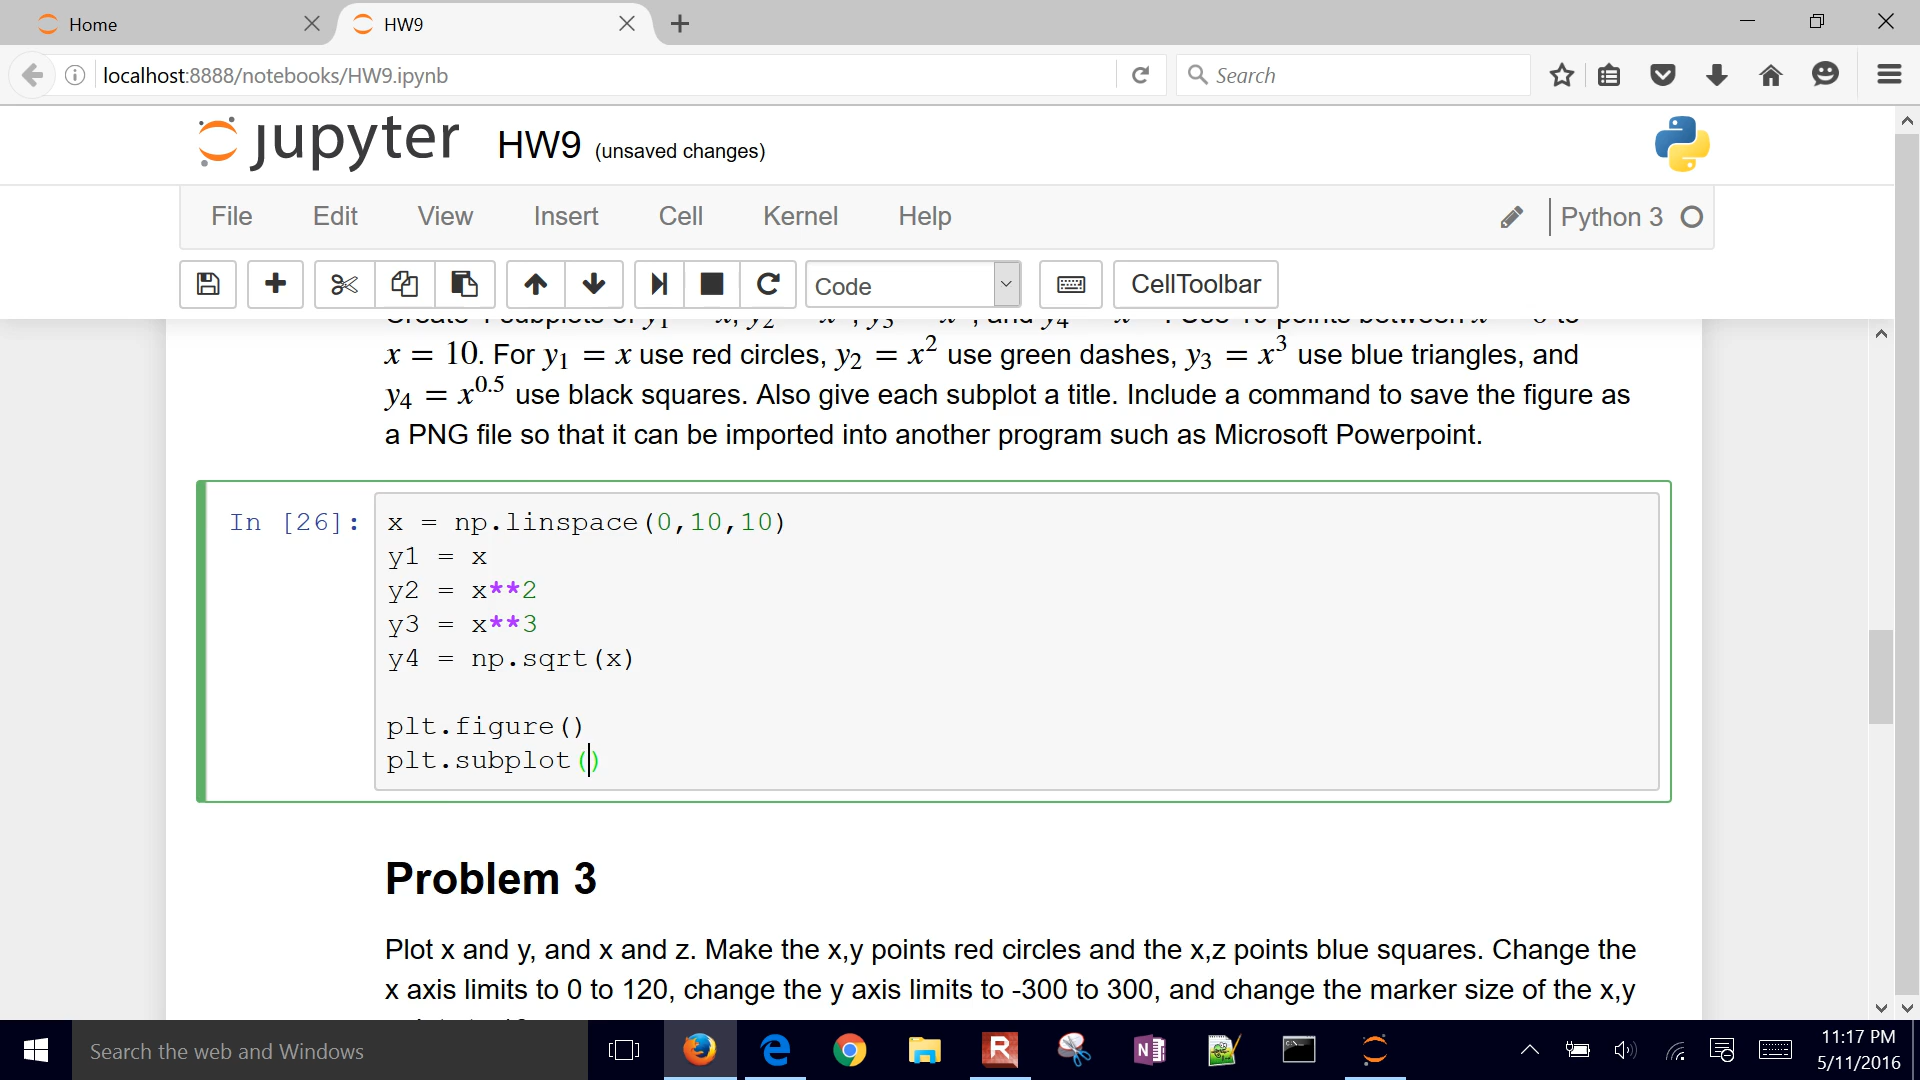 Home
HW9
localhost:8888/notebooks/HW9.ipynb
Search
jupyter HW9 (unsaved changes)
File Edit View Insert Cell Kernel Help
Python 3
Code
CellToolbar
x = 10. For y₁ = x use red circles, y₂ = x² use green dashes, y₃ = x³ use blue triangles, and
y₄ = x^0.5 use black squares. Also give each subplot a title. Include a command to save the figure as
a PNG file so that it can be imported into another program such as Microsoft Powerpoint.
In [26]: x = np.linspace(0,10,10)
y1 = x
y2 = x**2
y3 = x**3
y4 = np.sqrt(x)
plt.figure()
plt.subplot()
Problem 3
Plot x and y, and x and z. Make the x,y points red circles and the x,z points blue squares. Change the
x axis limits to 0 to 120, change the y axis limits to -300 to 300, and change the marker size of the x,y
Search the web and Windows
11:17 PM
5/11/2016